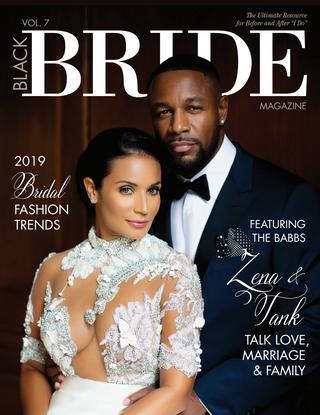 VOL. 7
The Ultimate Resource
for Before and After "I Do"
BLACK
BRIDE
MAGAZINE
2019
Bridal
FASHION
TRENDS
FEATURING
THE BABBS
Zena &
Tank
TALK LOVE,
MARRIAGE
& FAMILY